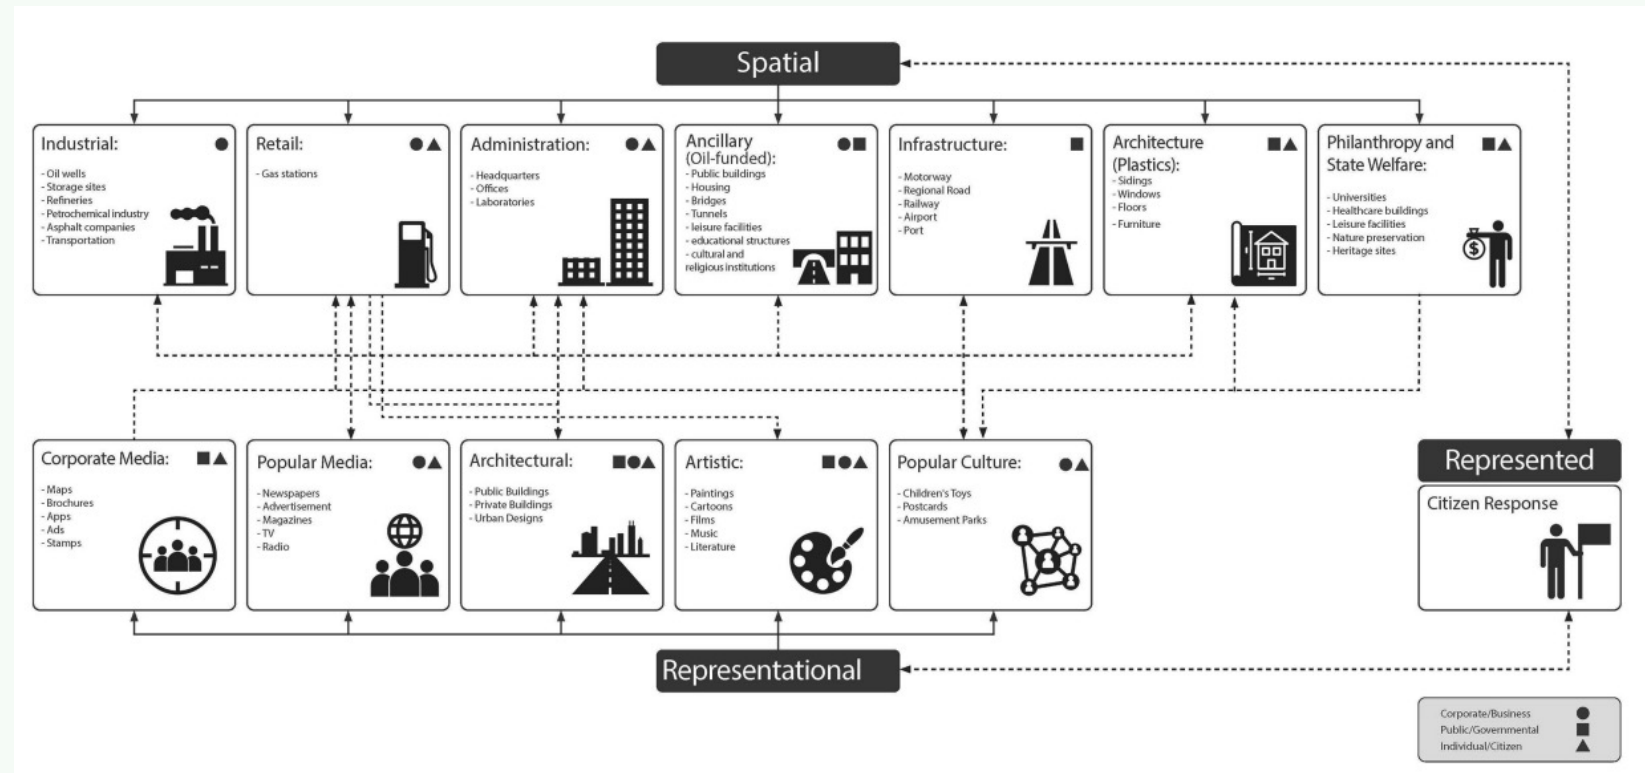 Spatial
Industrial:
- Oil wells
- Storage sites
- Refineries
- Petrochemical industry
- Asphalt companies
- Transportation
Retail:
- Gas stations
Administration:
- Headquarters
- Offices
- Laboratories
Ancillary
(Oil-funded):
- Public buildings
- Housing
- Bridges
- Tunnels
- leisure facilities
- educational structures
- cultural and
religious institutions
Infrastructure:
- Motorway
- Regional Road
- Railway
- Airport
- Port
Architecture
(Plastics):
- Sidings
- Windows
- Floors
- Furniture
Philanthropy and
State Welfare:
- Universities
- Healthcare buildings
- Leisure facilities
- Nature preservation
- Heritage sites
$
Corporate Media:
- Maps
- Brochures
- Apps
- Ads
- Stamps
Popular Media:
- Newspapers
- Advertisement
- Magazines
- TV
- Radio
Architectural:
- Public Buildings
- Private Buildings
- Urban Designs
Artistic:
- Paintings
- Cartoons
- Films
- Music
- Literature
Popular Culture:
- Children's Toys
- Postcards
- Amusement Parks
Represented
Citizen Response
Representational
Corporate/Business
Public/Governmental
Individual/Citizen